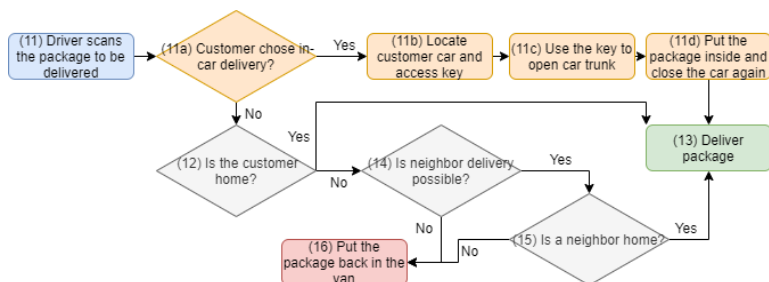 (11) Driver scans
the package to be
delivered
(11a) Customer chose in-
car delivery?
Yes
(11b) Locate
customer car and
access key
(11c) Use the key to
open car trunk
(11d) Put the
package inside and
close the car again
No
(12) Is the customer
home?
Yes
No
(14) Is neighbor delivery
possible?
Yes
(13) Deliver
package
No
(15) Is a neighbor home?
Yes
No
(16) Put the
package back in the
van